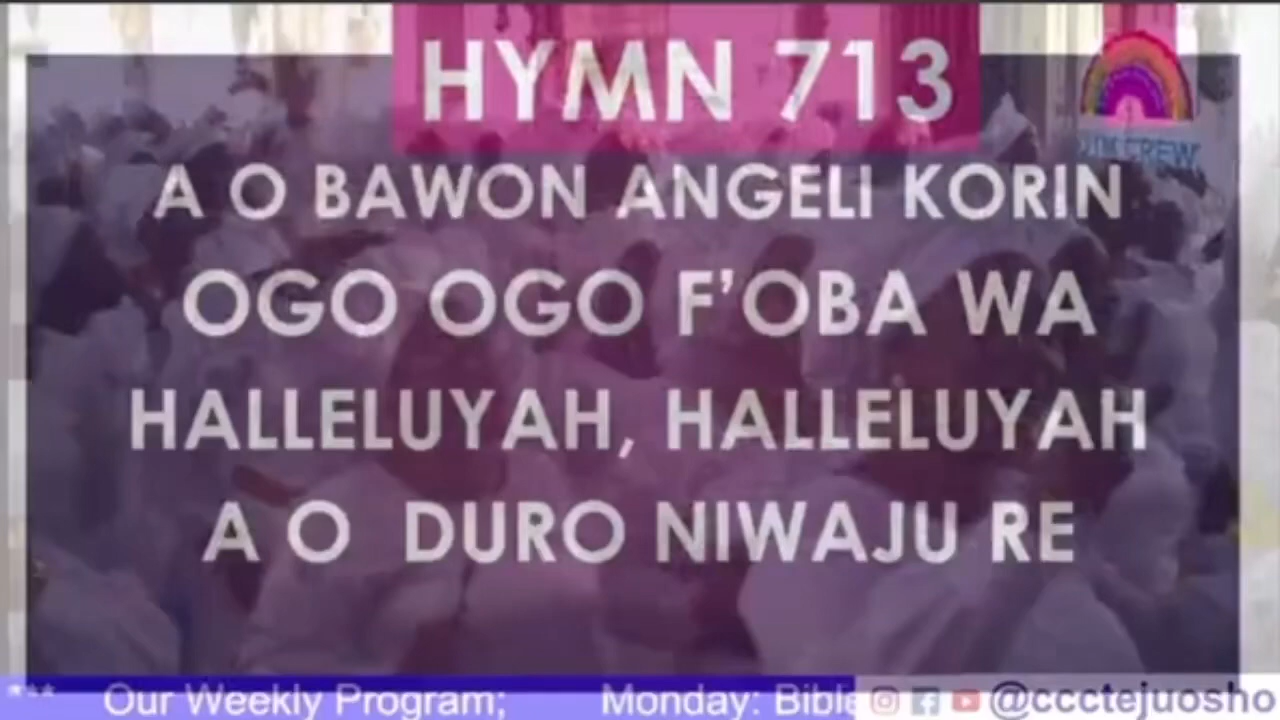 HYMN 713
A O BAWON ANGELI KORIN
OGO OGO F'OBA WA
HALLELUYAH, HALLELUYAH
A O DURO NIWAJU RE
*** Our Weekly Program; Monday: Bible @ccctejuosho